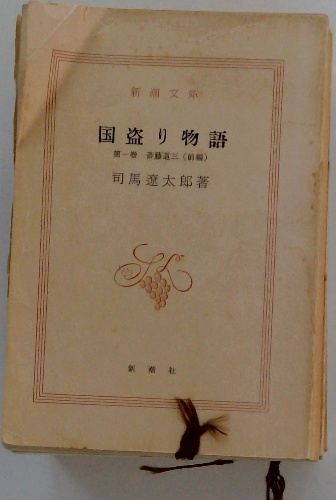 新潮文庫
国盗り物語
第一巻 斎藤道三（前編）
司馬遼太郎著
新潮社